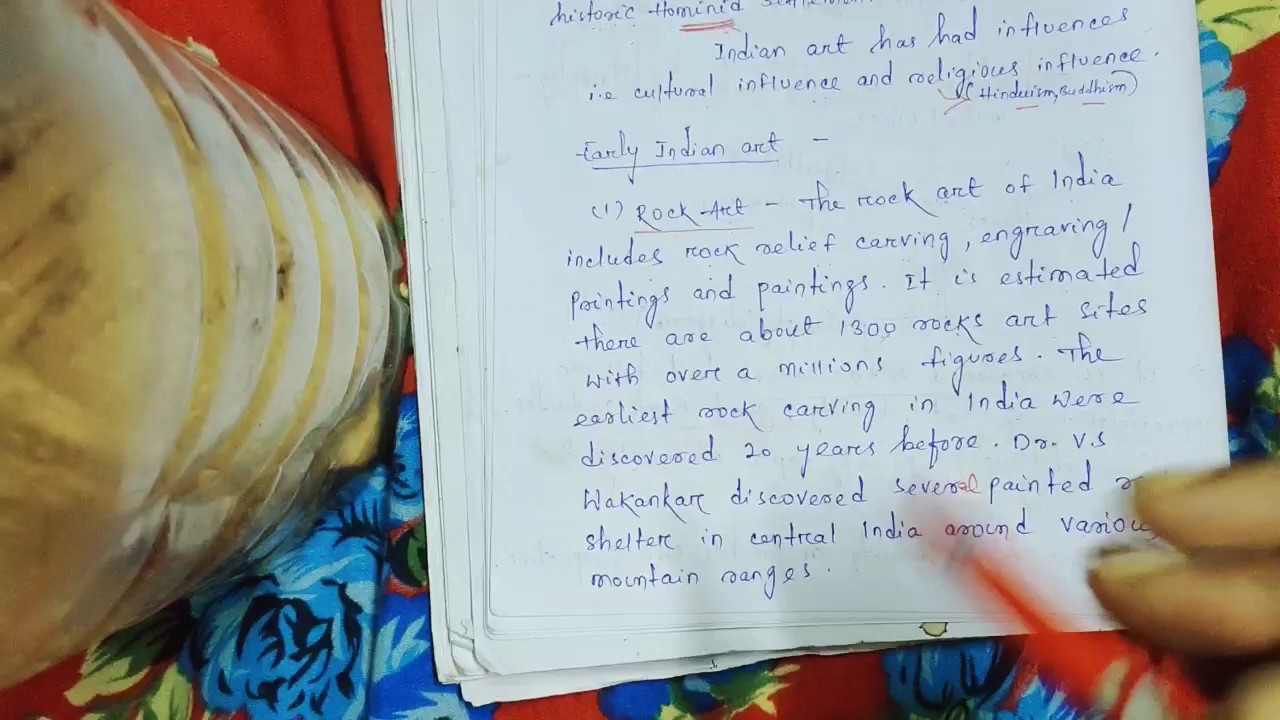 historic Hominid
Indian art has had influences
i.e cultural influence and religious influence.
(Hinduism, Buddhism)
Early Indian art -
(1) Rock-Art - The rock art of India
includes rock relief carving, engraving /
printings and paintings. It is estimated
there are about 1300 rocks art sites
with over a millions figures. The
earliest rock carving in India were
discovered 20 years before. Dr. V.S
Wakankar discovered several painted
shelter in central India around various
mountain ranges.